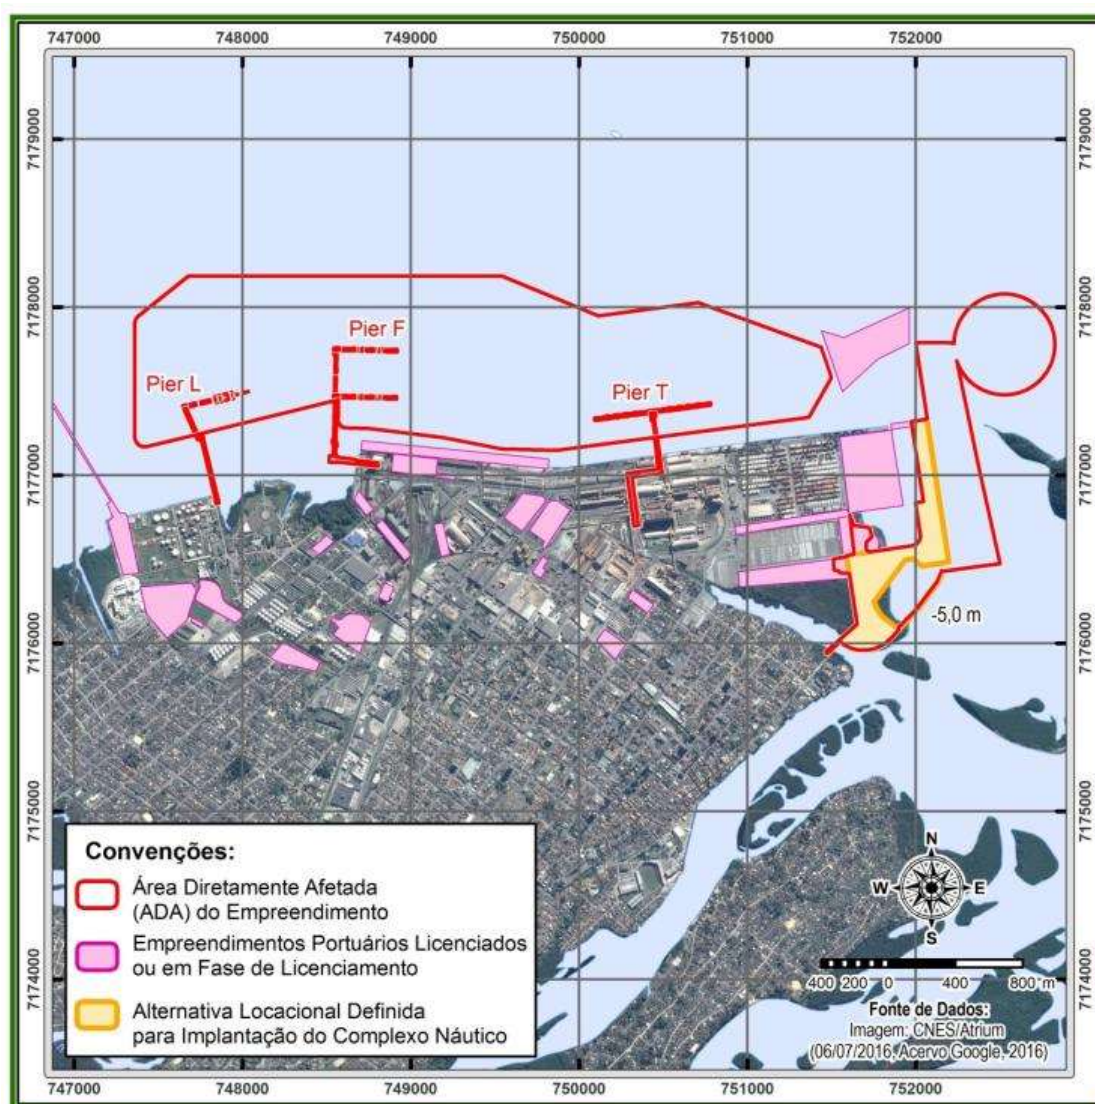 747000 748000 749000 750000 751000 752000
7179000 7179000
7178000 7178000
Pier F
Pier L
Pier T
7177000 7177000
-5,0 m
7176000 7176000
7175000 7175000
Convenções:
Área Diretamente Afetada
(ADA) do Empreendimento
Empreendimentos Portuários Licenciados
ou em Fase de Licenciamento
Alternativa Locacional Definida
para Implantação do Complexo Náutico
N
W E
S
7174000 7174000
400 200 0 400 800 m
Fonte de Dados:
Imagem: CNES/Atrium
(06/07/2016, Acervo Google, 2016)
747000 748000 749000 750000 751000 752000